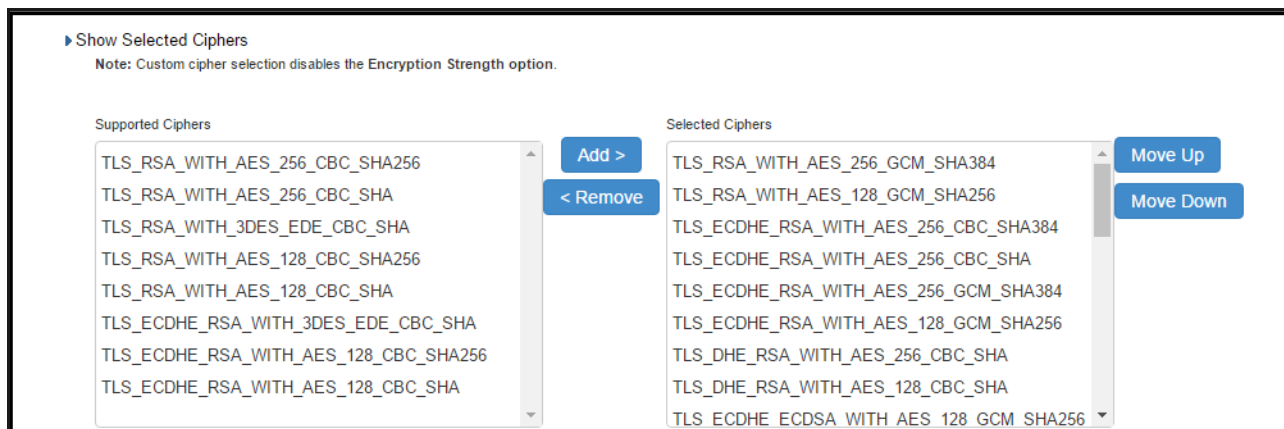 Show Selected Ciphers
Note: Custom cipher selection disables the Encryption Strength option.
Supported Ciphers
TLS_RSA_WITH_AES_256_CBC_SHA256
TLS_RSA_WITH_AES_256_CBC_SHA
TLS_RSA_WITH_3DES_EDE_CBC_SHA
TLS_RSA_WITH_AES_128_CBC_SHA256
TLS_RSA_WITH_AES_128_CBC_SHA
TLS_ECDHE_RSA_WITH_3DES_EDE_CBC_SHA
TLS_ECDHE_RSA_WITH_AES_128_CBC_SHA256
TLS_ECDHE_RSA_WITH_AES_128_CBC_SHA
Add >
< Remove
Selected Ciphers
TLS_RSA_WITH_AES_256_GCM_SHA384
TLS_RSA_WITH_AES_128_GCM_SHA256
TLS_ECDHE_RSA_WITH_AES_256_CBC_SHA384
TLS_ECDHE_RSA_WITH_AES_256_CBC_SHA
TLS_ECDHE_RSA_WITH_AES_256_GCM_SHA384
TLS_ECDHE_RSA_WITH_AES_128_GCM_SHA256
TLS_DHE_RSA_WITH_AES_256_CBC_SHA
TLS_DHE_RSA_WITH_AES_128_CBC_SHA
TLS_ECDHE_ECDSA_WITH_AES_128_GCM_SHA256
Move Up
Move Down